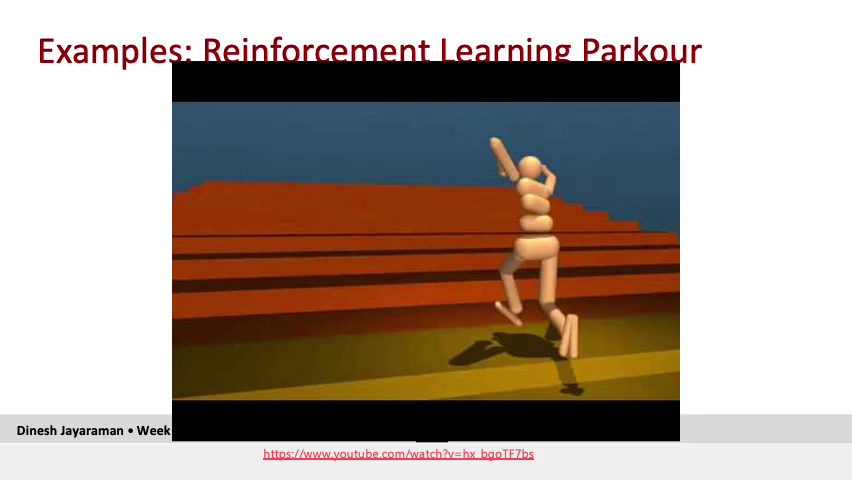 Examples: Reinforcement Learning Parkour
Dinesh Jayaraman • Week
https://www.youtube.com/watch?v=hx_bgoTF7bs